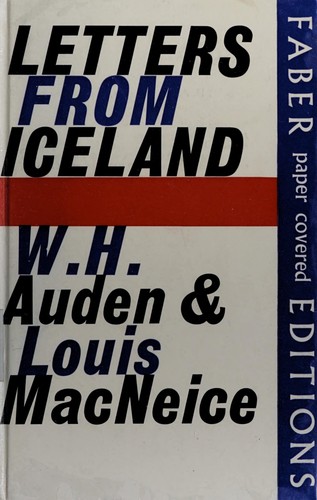 LETTERS
FROM
ICELAND
W.H.
Auden &
Louis
MacNeice
FABER paper covered EDITIONS